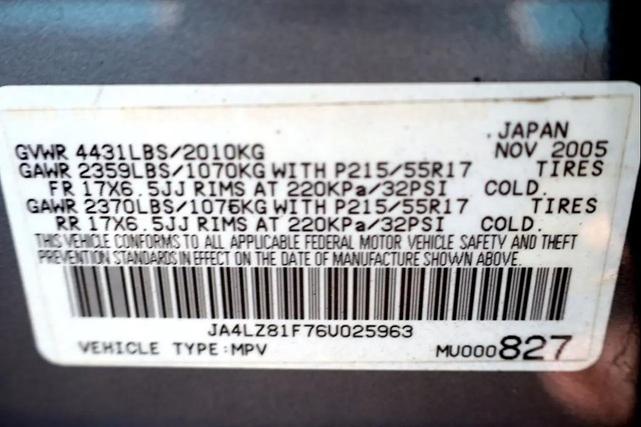 . JAPAN
GVWR 4431LBS/2010KG NOV 2005
GAWR 2359LBS/1070KG WITH P215/55R17 TIRES
FR 17X6.5JJ RIMS AT 220KPa/32PSI COLD.
GAWR 2370LBS/1075KG WITH P215/55R17 TIRES
RR 17X6.5JJ RIMS AT 220KPa/32PSI COLD.
THIS VEHICLE CONFORMS TO ALL APPLICABLE FEDERAL MOTOR VEHICLE SAFETY AND THEFT
PREVENTION STANDARDS IN EFFECT ON THE DATE OF MANUFACTURE SHOWN ABOVE.
JA4LZ81F76U025963
VEHICLE TYPE:MPV MU000827